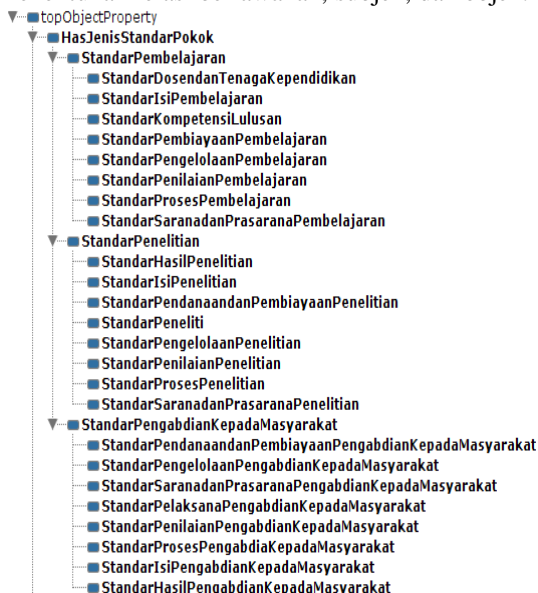 topObjectProperty
HasJenisStandarPokok
StandarPembelajaran
StandarDosendanTenagaKependidikan
StandarIsiPembelajaran
StandarKompetensiLulusan
StandarPembiayaanPembelajaran
StandarPengelolaanPembelajaran
StandarPenilaianPembelajaran
StandarProsesPembelajaran
StandarSaranadanPrasaranaPembelajaran
StandarPenelitian
StandarHasilPenelitian
StandarIsiPenelitian
StandarPendanaandanPembiayaanPenelitian
StandarPeneliti
StandarPengelolaanPenelitian
StandarPenilaianPenelitian
StandarProsesPenelitian
StandarSaranadanPrasaranaPenelitian
StandarPengabdianKepadaMasyarakat
StandarPendanaandanPembiayaanPengabdianKepadaMasyarakat
StandarPengelolaanPengabdianKepadaMasyarakat
StandarSaranadanPrasaranaPengabdianKepadaMasyarakat
StandarPelaksanaPengabdianKepadaMasyarakat
StandarPenilaianPengabdianKepadaMasyarakat
StandarProsesPengabdiaKepadaMasyarakat
StandarIsiPengabdianKepadaMasyarakat
StandarHasilPengabdianKepadaMasyarakat